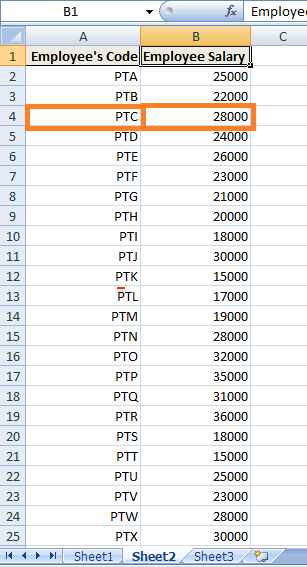 B1 fx Employee
A B C
1 Employee's Code Employee Salary
2 PTA 25000
3 PTB 22000
4 PTC 28000
5 PTD 24000
6 PTE 26000
7 PTF 23000
8 PTG 21000
9 PTH 20000
10 PTI 18000
11 PTJ 30000
12 PTK 15000
13 PTL 17000
14 PTM 19000
15 PTN 28000
16 PTO 32000
17 PTP 35000
18 PTQ 31000
19 PTR 36000
20 PTS 18000
21 PTT 15000
22 PTU 25000
23 PTV 23000
24 PTW 28000
25 PTX 30000
Sheet1 Sheet2 Sheet3